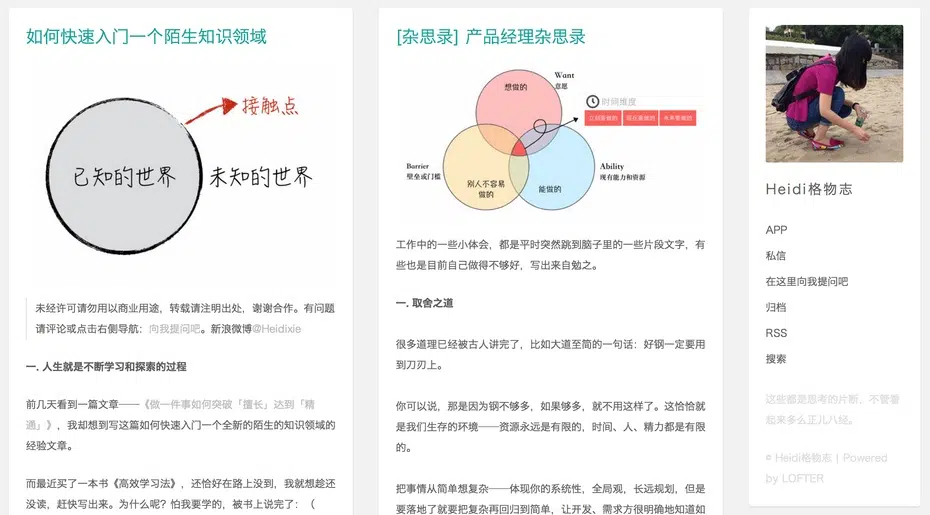 如何快速入门一个陌生知识领域
接触点
已知的世界
未知的世界
未经许可请勿用以商业用途，转载请注明出处，谢谢合作。有问题
请评论或点击右侧导航：向我提问吧。新浪微博@Heidixie
一. 人生就是不断学习和探索的过程
前几天看到一篇文章——《做一件事如何突破「擅长」达到「精
通」》，我却想到写这篇如何快速入门一个全新的陌生的知识领域的
经验文章。
而最近买了一本书《高效学习法》，还恰好在路上没到，我就想趁还
没读，赶快写出来。为什么呢？怕我要学的，被书上说完了：（
[杂思录] 产品经理杂思录
Want
意愿
想做的
时间维度
立刻要做的 现在要做的 未来要做的
Barrier
壁垒或门槛
Ability
现有能力和资源
别人不容易
做的
能做的
工作中的一些小体会，都是平时突然跳到脑子里的一些片段文字，有
些也是目前自己做得不够好，写出来自勉之。
一. 取舍之道
很多道理已经被古人讲完了，比如大道至简的一句话：好钢一定要用
到刀刃上。
你可以说，那是因为钢不够多，如果够多，就不用这样了。这恰恰就
是我们生存的环境——资源永远是有限的，时间、人、精力都是有限
的。
把事情从简单想复杂——体现你的系统性，全局观，长远规划，但是
要落地了就要把复杂再回归到简单，让开发、需求方很明确地知道如
Heidi格物志
APP
私信
在这里向我提问吧
归档
RSS
搜索
这些都是思考的片断，不管看
起来多么正儿八经。
© Heidi格物志 | Powered
by LOFTER